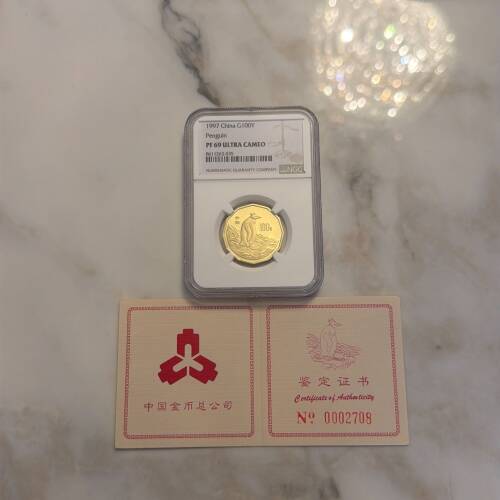 1997 China G100Y
Penguin
PF 69 ULTRA CAMEO
NUMISMATIC GUARANTY COMPANY
NGC
100
中国金币总公司
鉴定证书
Certificate of Authenticity
Nº 0002708